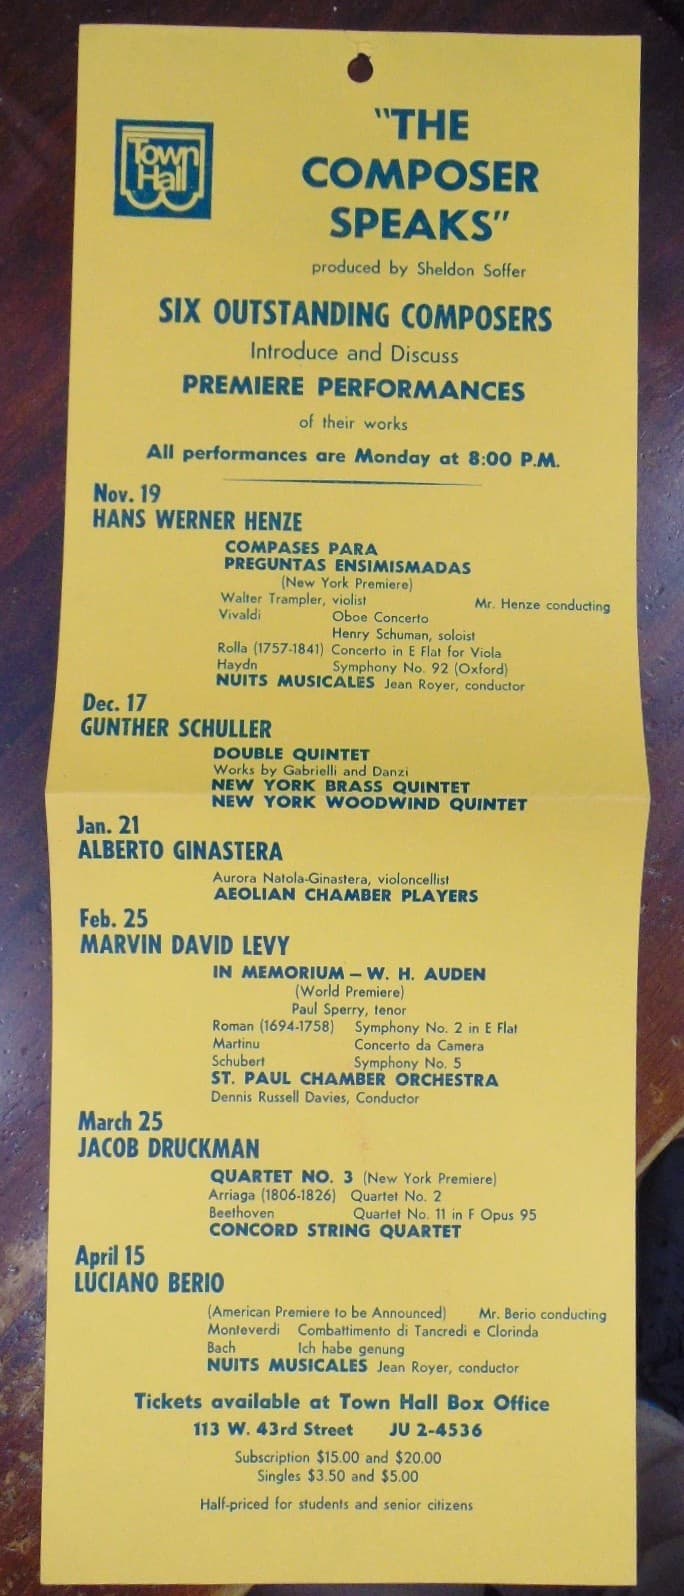 Town
Hall
"THE
COMPOSER
SPEAKS"
produced by Sheldon Soffer
SIX OUTSTANDING COMPOSERS
Introduce and Discuss
PREMIERE PERFORMANCES
of their works
All performances are Monday at 8:00 P.M.
Nov. 19
HANS WERNER HENZE
COMPASES PARA
PREGUNTAS ENSIMISMADAS
(New York Premiere)
Walter Trampler, violist Mr. Henze conducting
Vivaldi Oboe Concerto
Henry Schuman, soloist
Rolla (1757-1841) Concerto in E Flat for Viola
Haydn Symphony No. 92 (Oxford)
NUITS MUSICALES Jean Royer, conductor
Dec. 17
GUNTHER SCHULLER
DOUBLE QUINTET
Works by Gabrielli and Danzi
NEW YORK BRASS QUINTET
NEW YORK WOODWIND QUINTET
Jan. 21
ALBERTO GINASTERA
Aurora Natola-Ginastera, violoncellist
AEOLIAN CHAMBER PLAYERS
Feb. 25
MARVIN DAVID LEVY
IN MEMORIUM – W. H. AUDEN
(World Premiere)
Paul Sperry, tenor
Roman (1694-1758) Symphony No. 2 in E Flat
Martinu Concerto da Camera
Schubert Symphony No. 5
ST. PAUL CHAMBER ORCHESTRA
Dennis Russell Davies, Conductor
March 25
JACOB DRUCKMAN
QUARTET NO. 3 (New York Premiere)
Arriaga (1806-1826) Quartet No. 2
Beethoven Quartet No. 11 in F Opus 95
CONCORD STRING QUARTET
April 15
LUCIANO BERIO
(American Premiere to be Announced) Mr. Berio conducting
Monteverdi Combattimento di Tancredi e Clorinda
Bach Ich habe genung
NUITS MUSICALES Jean Royer, conductor
Tickets available at Town Hall Box Office
113 W. 43rd Street JU 2-4536
Subscription $15.00 and $20.00
Singles $3.50 and $5.00
Half-priced for students and senior citizens